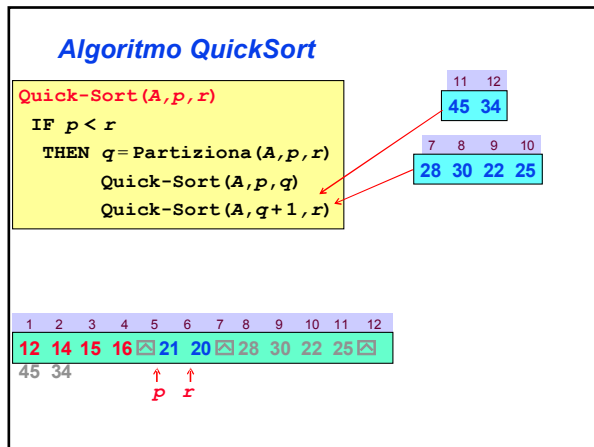 Algoritmo QuickSort
Quick-Sort(A,p,r)
IF p < r
THEN q = Partiziona(A,p,r)
Quick-Sort(A,p,q)
Quick-Sort(A,q+1,r)
11 12
45 34
7 8 9 10
28 30 22 25
1 2 3 4 5 6 7 8 9 10 11 12
12 14 15 16 21 20 28 30 22 25
45 34
p r